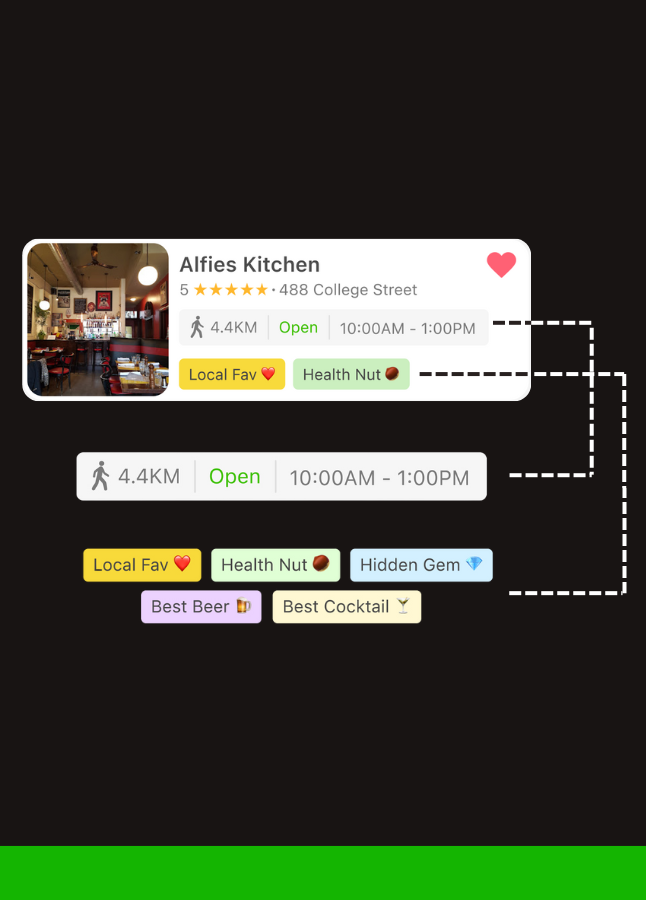 Alfies Kitchen
5 ★★★★★ · 488 College Street
4.4KM Open 10:00AM - 1:00PM
Local Fav ❤️ Health Nut 🌰
4.4KM Open 10:00AM - 1:00PM
Local Fav ❤️ Health Nut 🌰 Hidden Gem 💎
Best Beer 🍺 Best Cocktail 🍸